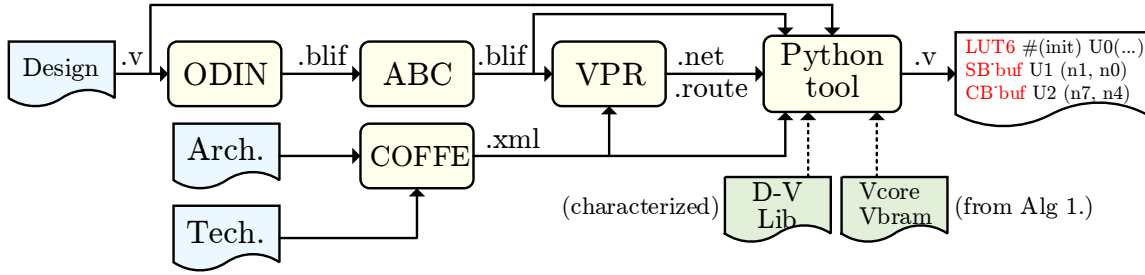 Design
.v
ODIN
.blif
ABC
.blif
VPR
.net
.route
Python
tool
.v
LUT6 #(init) U0(...)
SB˙buf U1 (n1, n0)
CB˙buf U2 (n7, n4)
Arch.
COFFE
.xml
Tech.
(characterized)
D-V
Lib
Vcore
Vbram
(from Alg 1.)